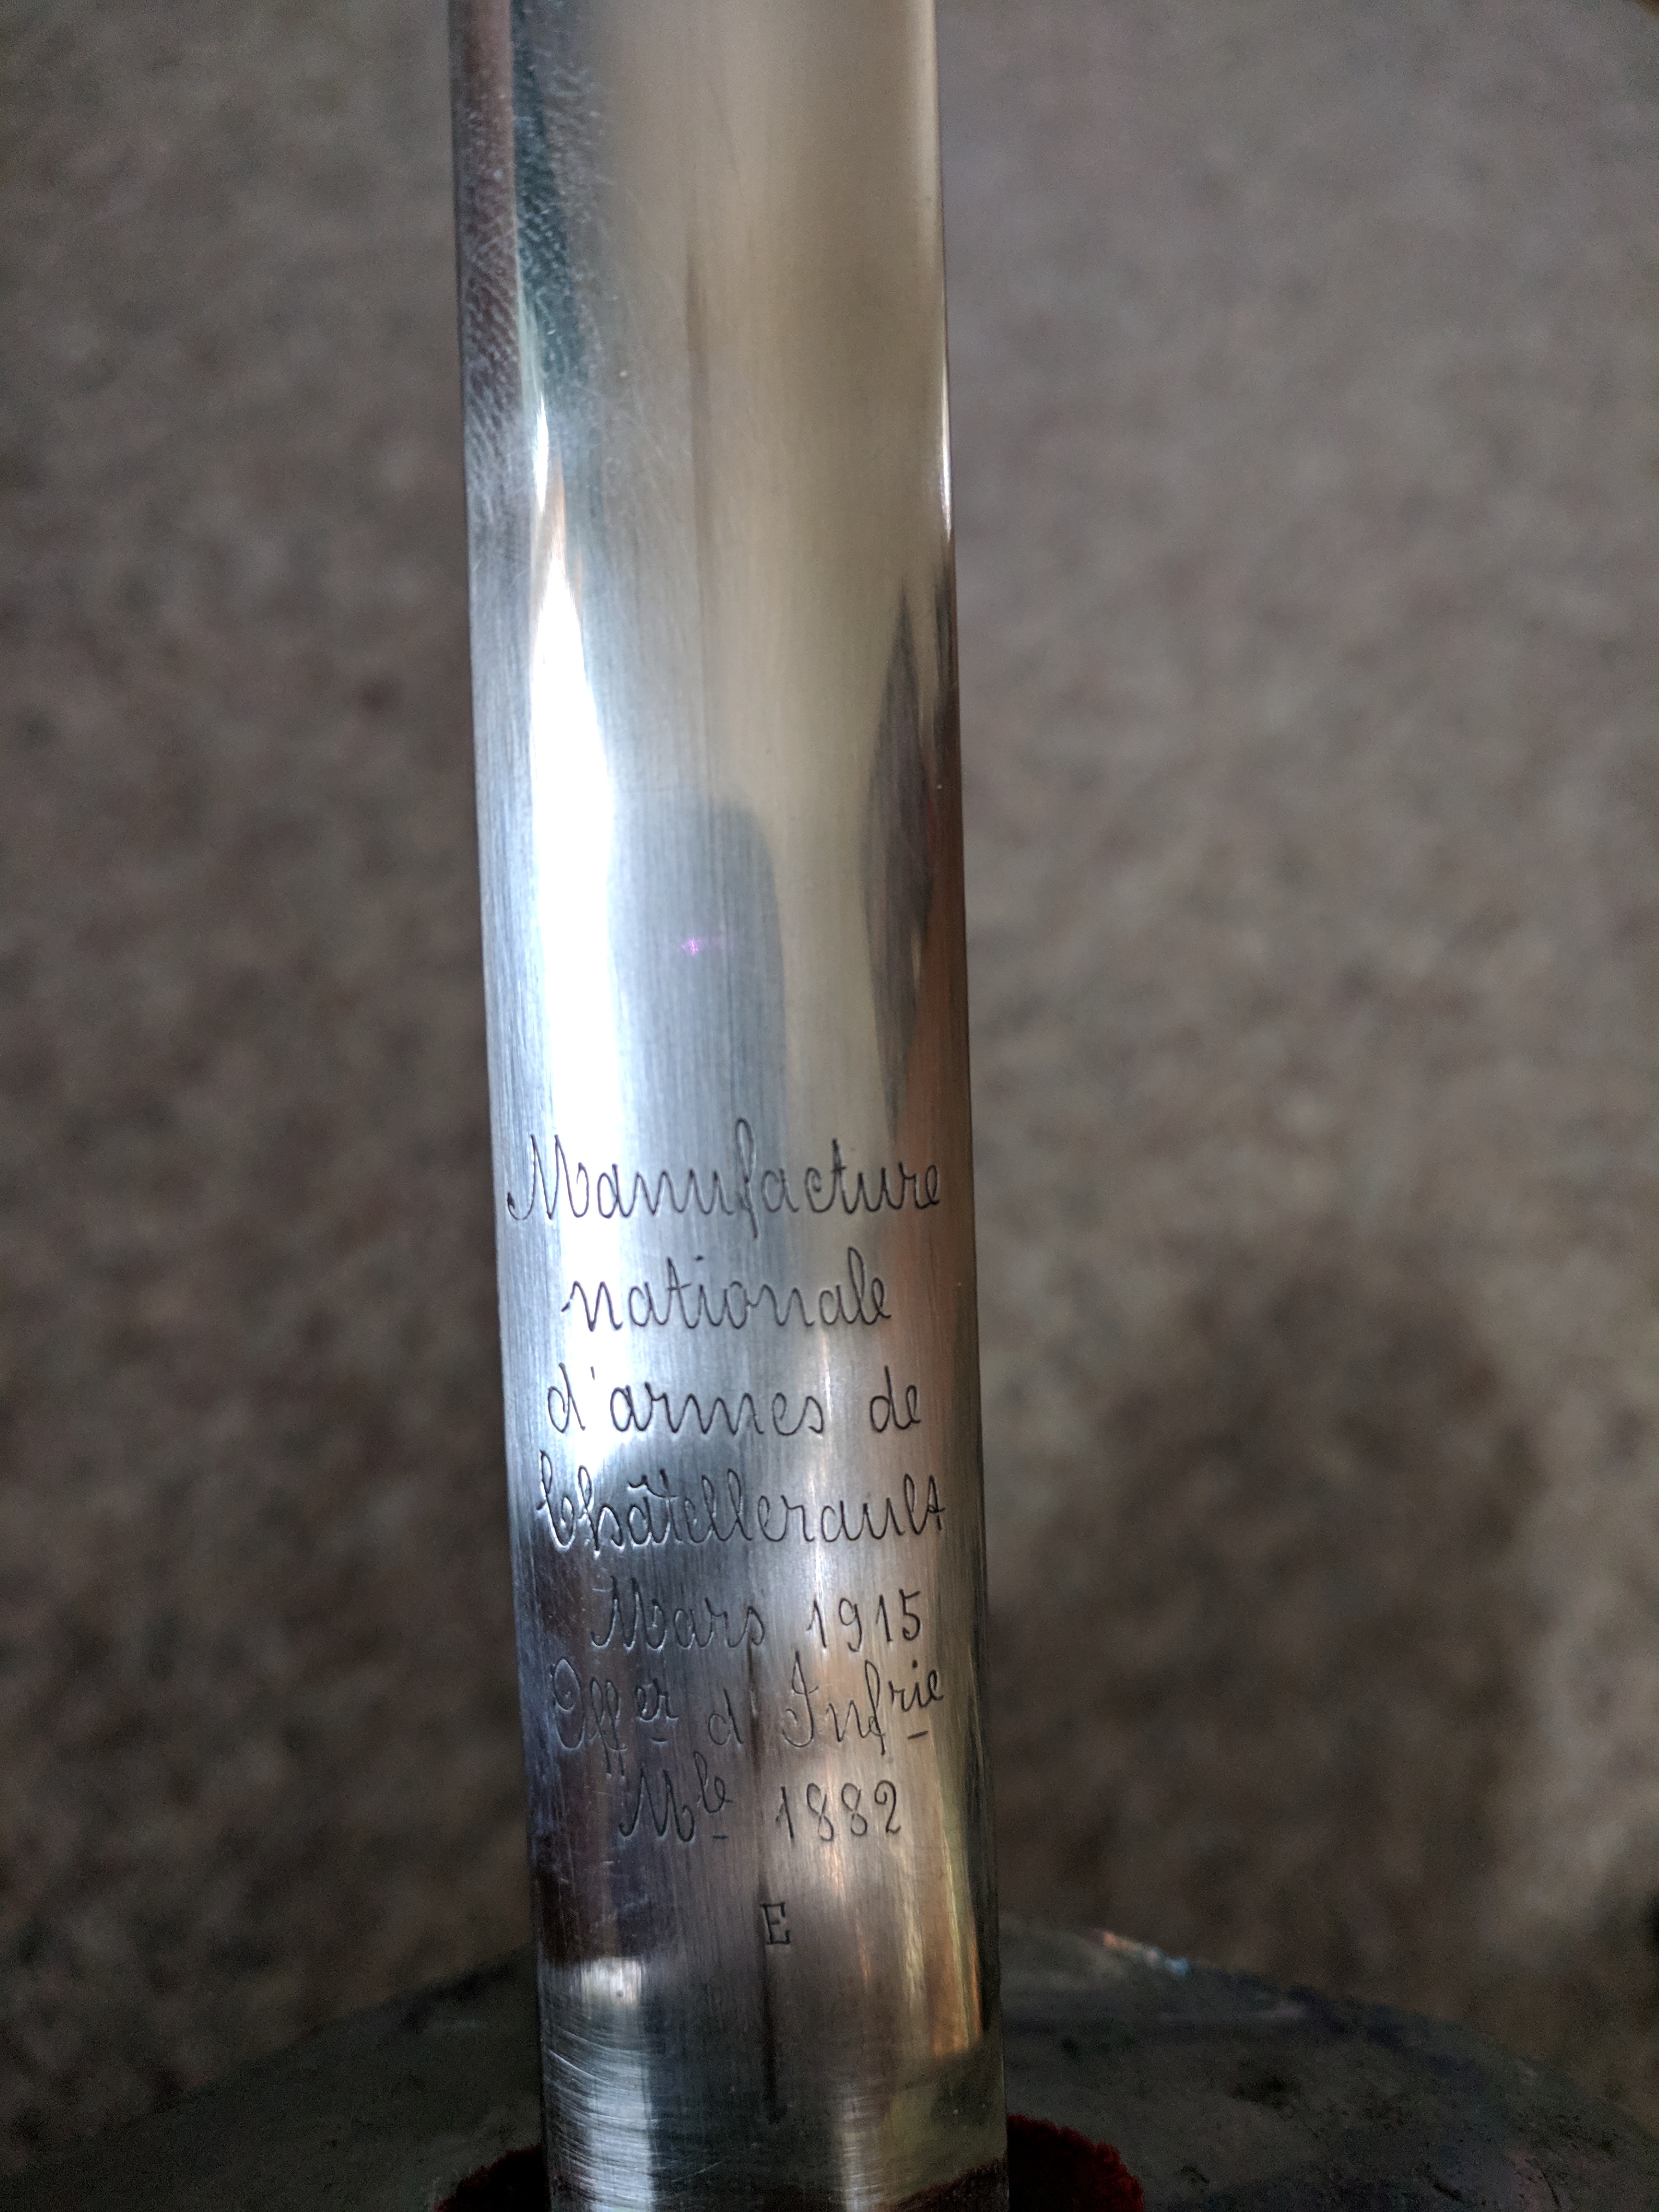 Manufacture
nationale
d'armes de
Châtellerault
Mars 1915
Offer d Infrie
Mle 1882
E